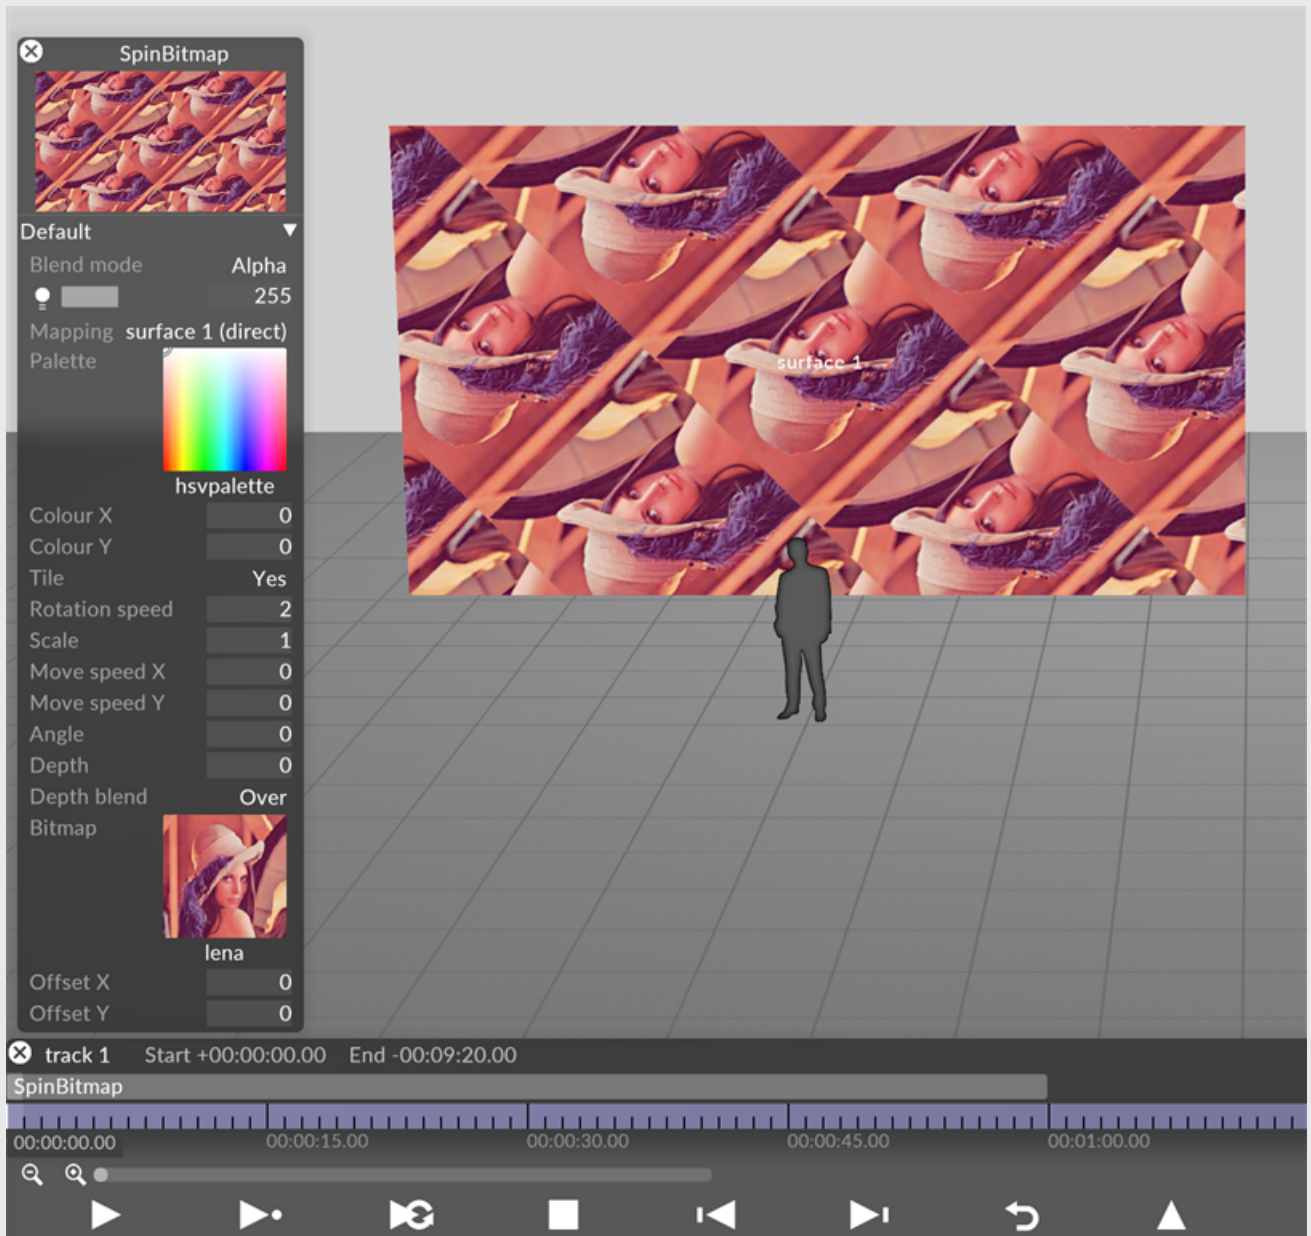 SpinBitmap
Default
Blend mode Alpha
255
Mapping surface 1 (direct)
Palette
hsvpalette
Colour X 0
Colour Y 0
Tile Yes
Rotation speed 2
Scale 1
Move speed X 0
Move speed Y 0
Angle 0
Depth 0
Depth blend Over
Bitmap
lena
Offset X 0
Offset Y 0
surface 1
track 1 Start +00:00:00.00 End -00:09:20.00
SpinBitmap
00:00:00.00 00:00:15.00 00:00:30.00 00:00:45.00 00:01:00.00